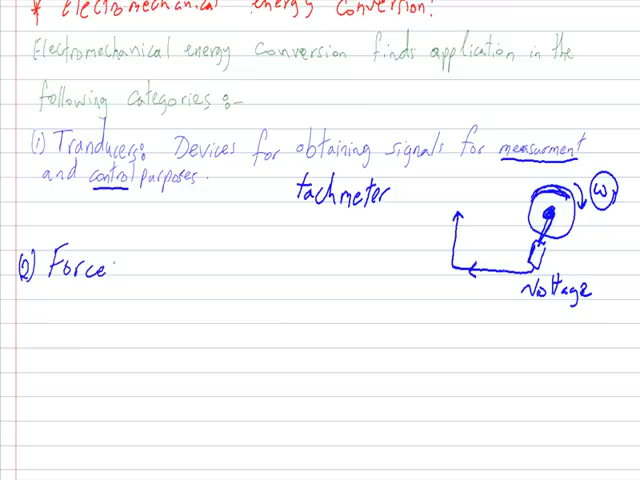 * Electromechanical energy conversion:
Electromechanical energy conversion finds application in the
following categories :-
(1) Tranducers: Devices for obtaining signals for measurment
and control purposes.
tachmeter
ω
Voltage
(2) Force